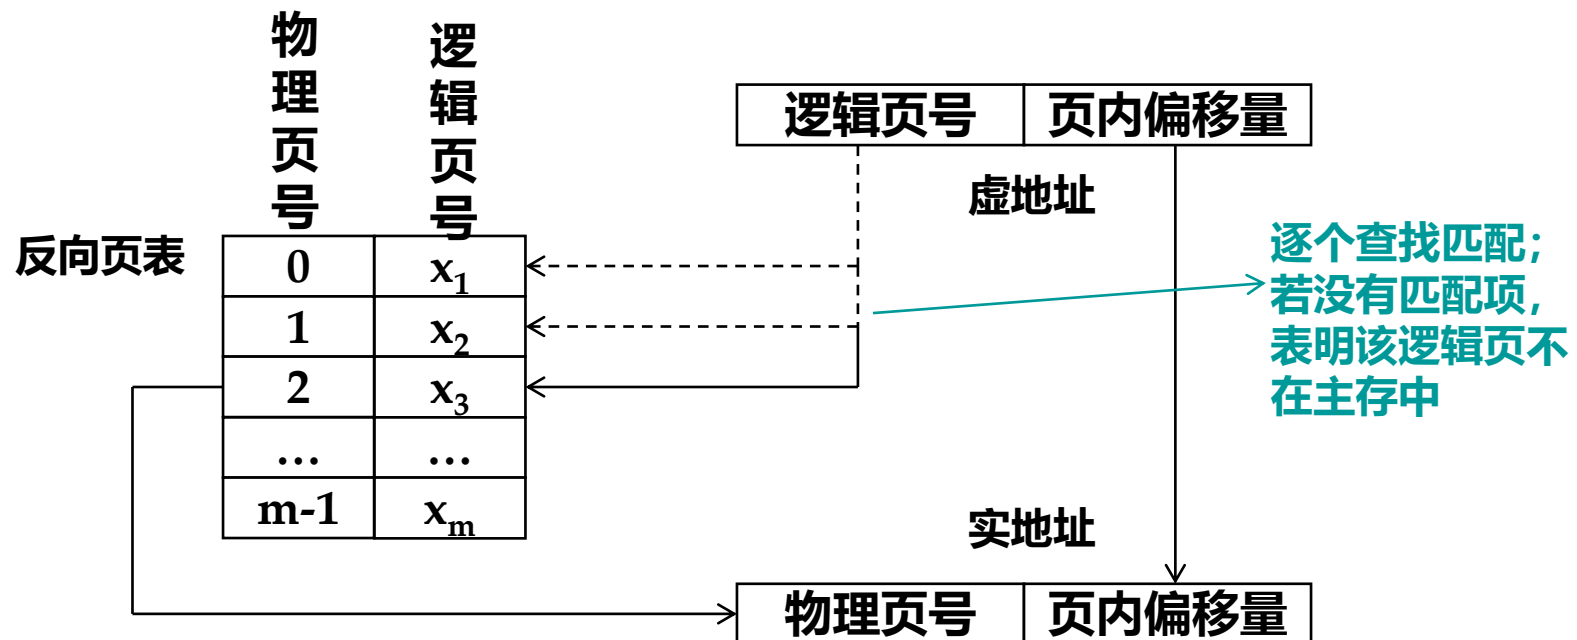 物理页号
逻辑页号
逻辑页号 页内偏移量
虚地址
反向页表
0 x₁
1 x₂
2 x₃
... ...
m-1 xₘ
逐个查找匹配；
若没有匹配项，
表明该逻辑页不
在主存中
实地址
物理页号 页内偏移量